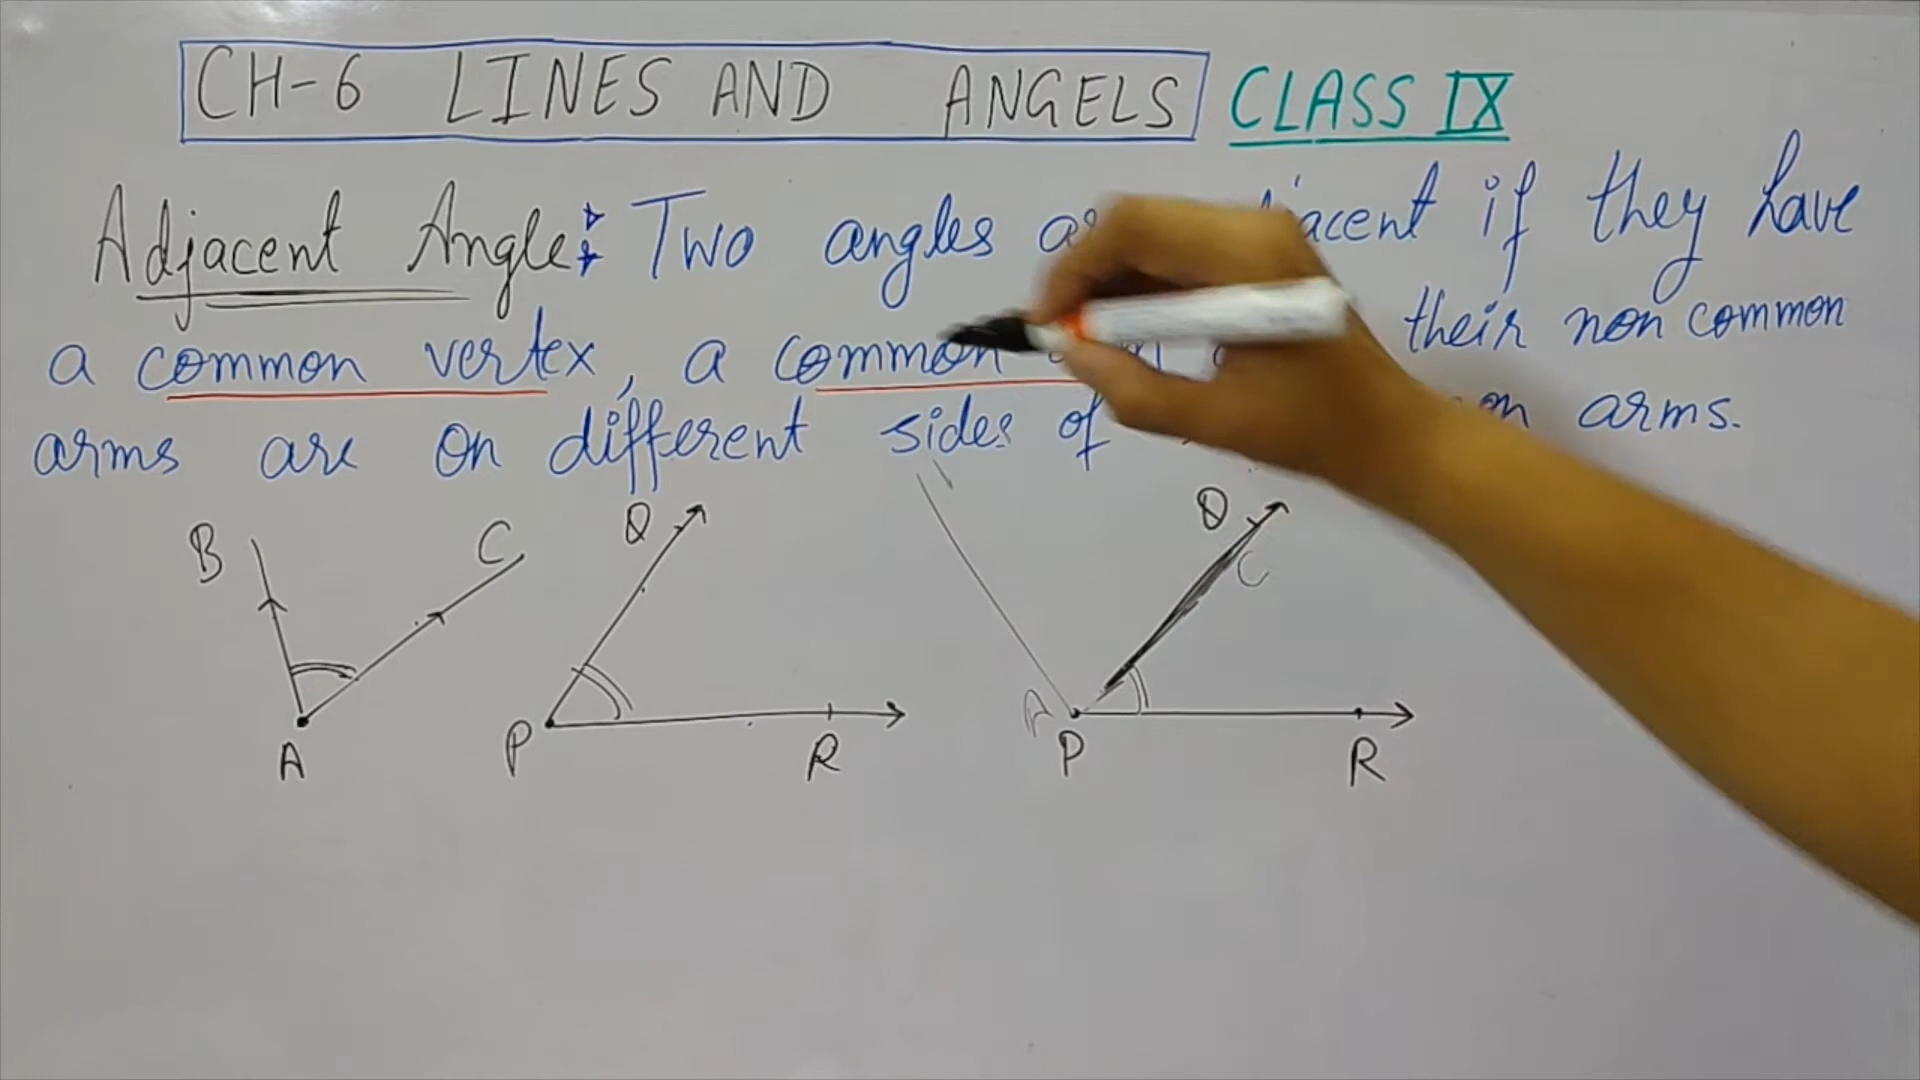 CH-6 LINES AND ANGELS CLASS IX
Adjacent Angle: Two angles adjacent if they have
a common vertex, a common their non common
arms are on different sides of arms.
B C Q Q C
A P R A P R